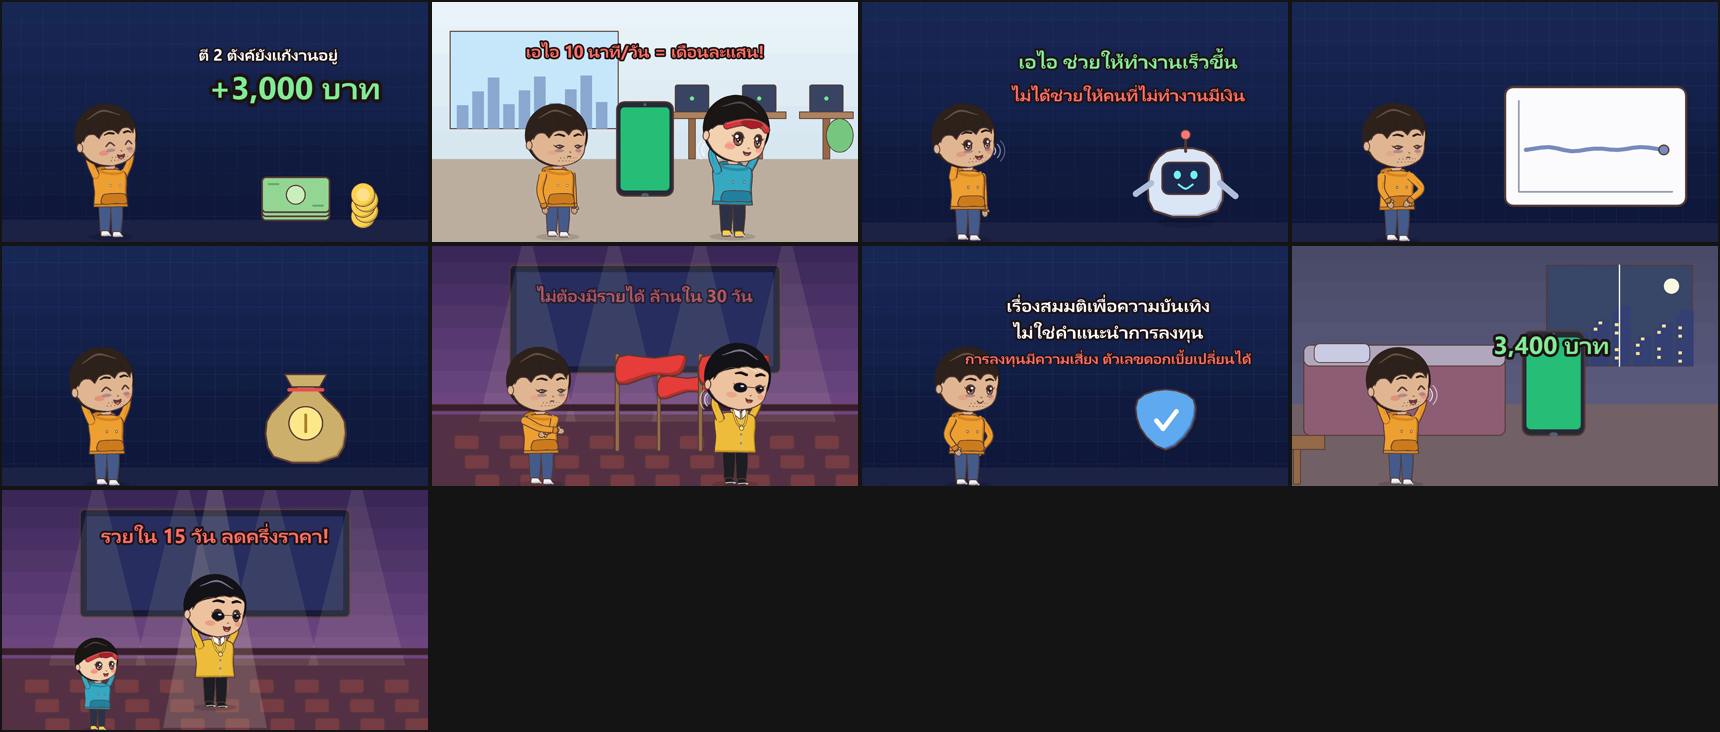 ตี 2 ตังค์ยังแก้งานอยู่
+3,000 บาท
เอไอ 10 นาที/วัน = เดือนละแสน!
เอไอ ช่วยให้ทำงานเร็วขึ้น
ไม่ได้ช่วยให้คนที่ไม่ทำงานมีเงิน
ไม่ต้องมีรายได้ ล้านใน 30 วัน
เรื่องสมมติเพื่อความบันเทิง
ไม่ใช่คำแนะนำการลงทุน
การลงทุนมีความเสี่ยง ตัวเลขดอกเบี้ยเปลี่ยนได้
3,400 บาท
รวยใน 15 วัน ลดครึ่งราคา!